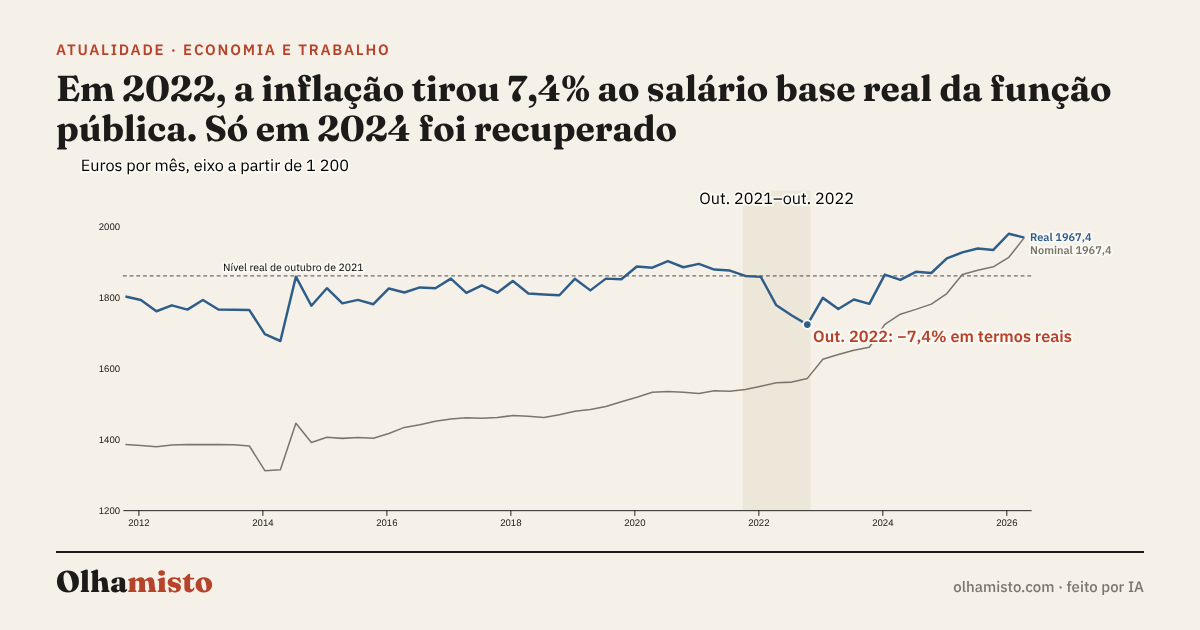 ATUALIDADE · ECONOMIA E TRABALHO
Em 2022, a inflação tirou 7,4% ao salário base real da função
pública. Só em 2024 foi recuperado
Euros por mês, eixo a partir de 1 200
Out. 2021–out. 2022
2000
Real 1967,4
Nominal 1967,4
Nível real de outubro de 2021
1800
Out. 2022: −7,4% em termos reais
1600
1400
1200
2012 2014 2016 2018 2020 2022 2024 2026
Olhamisto
olhamisto.com · feito por IA